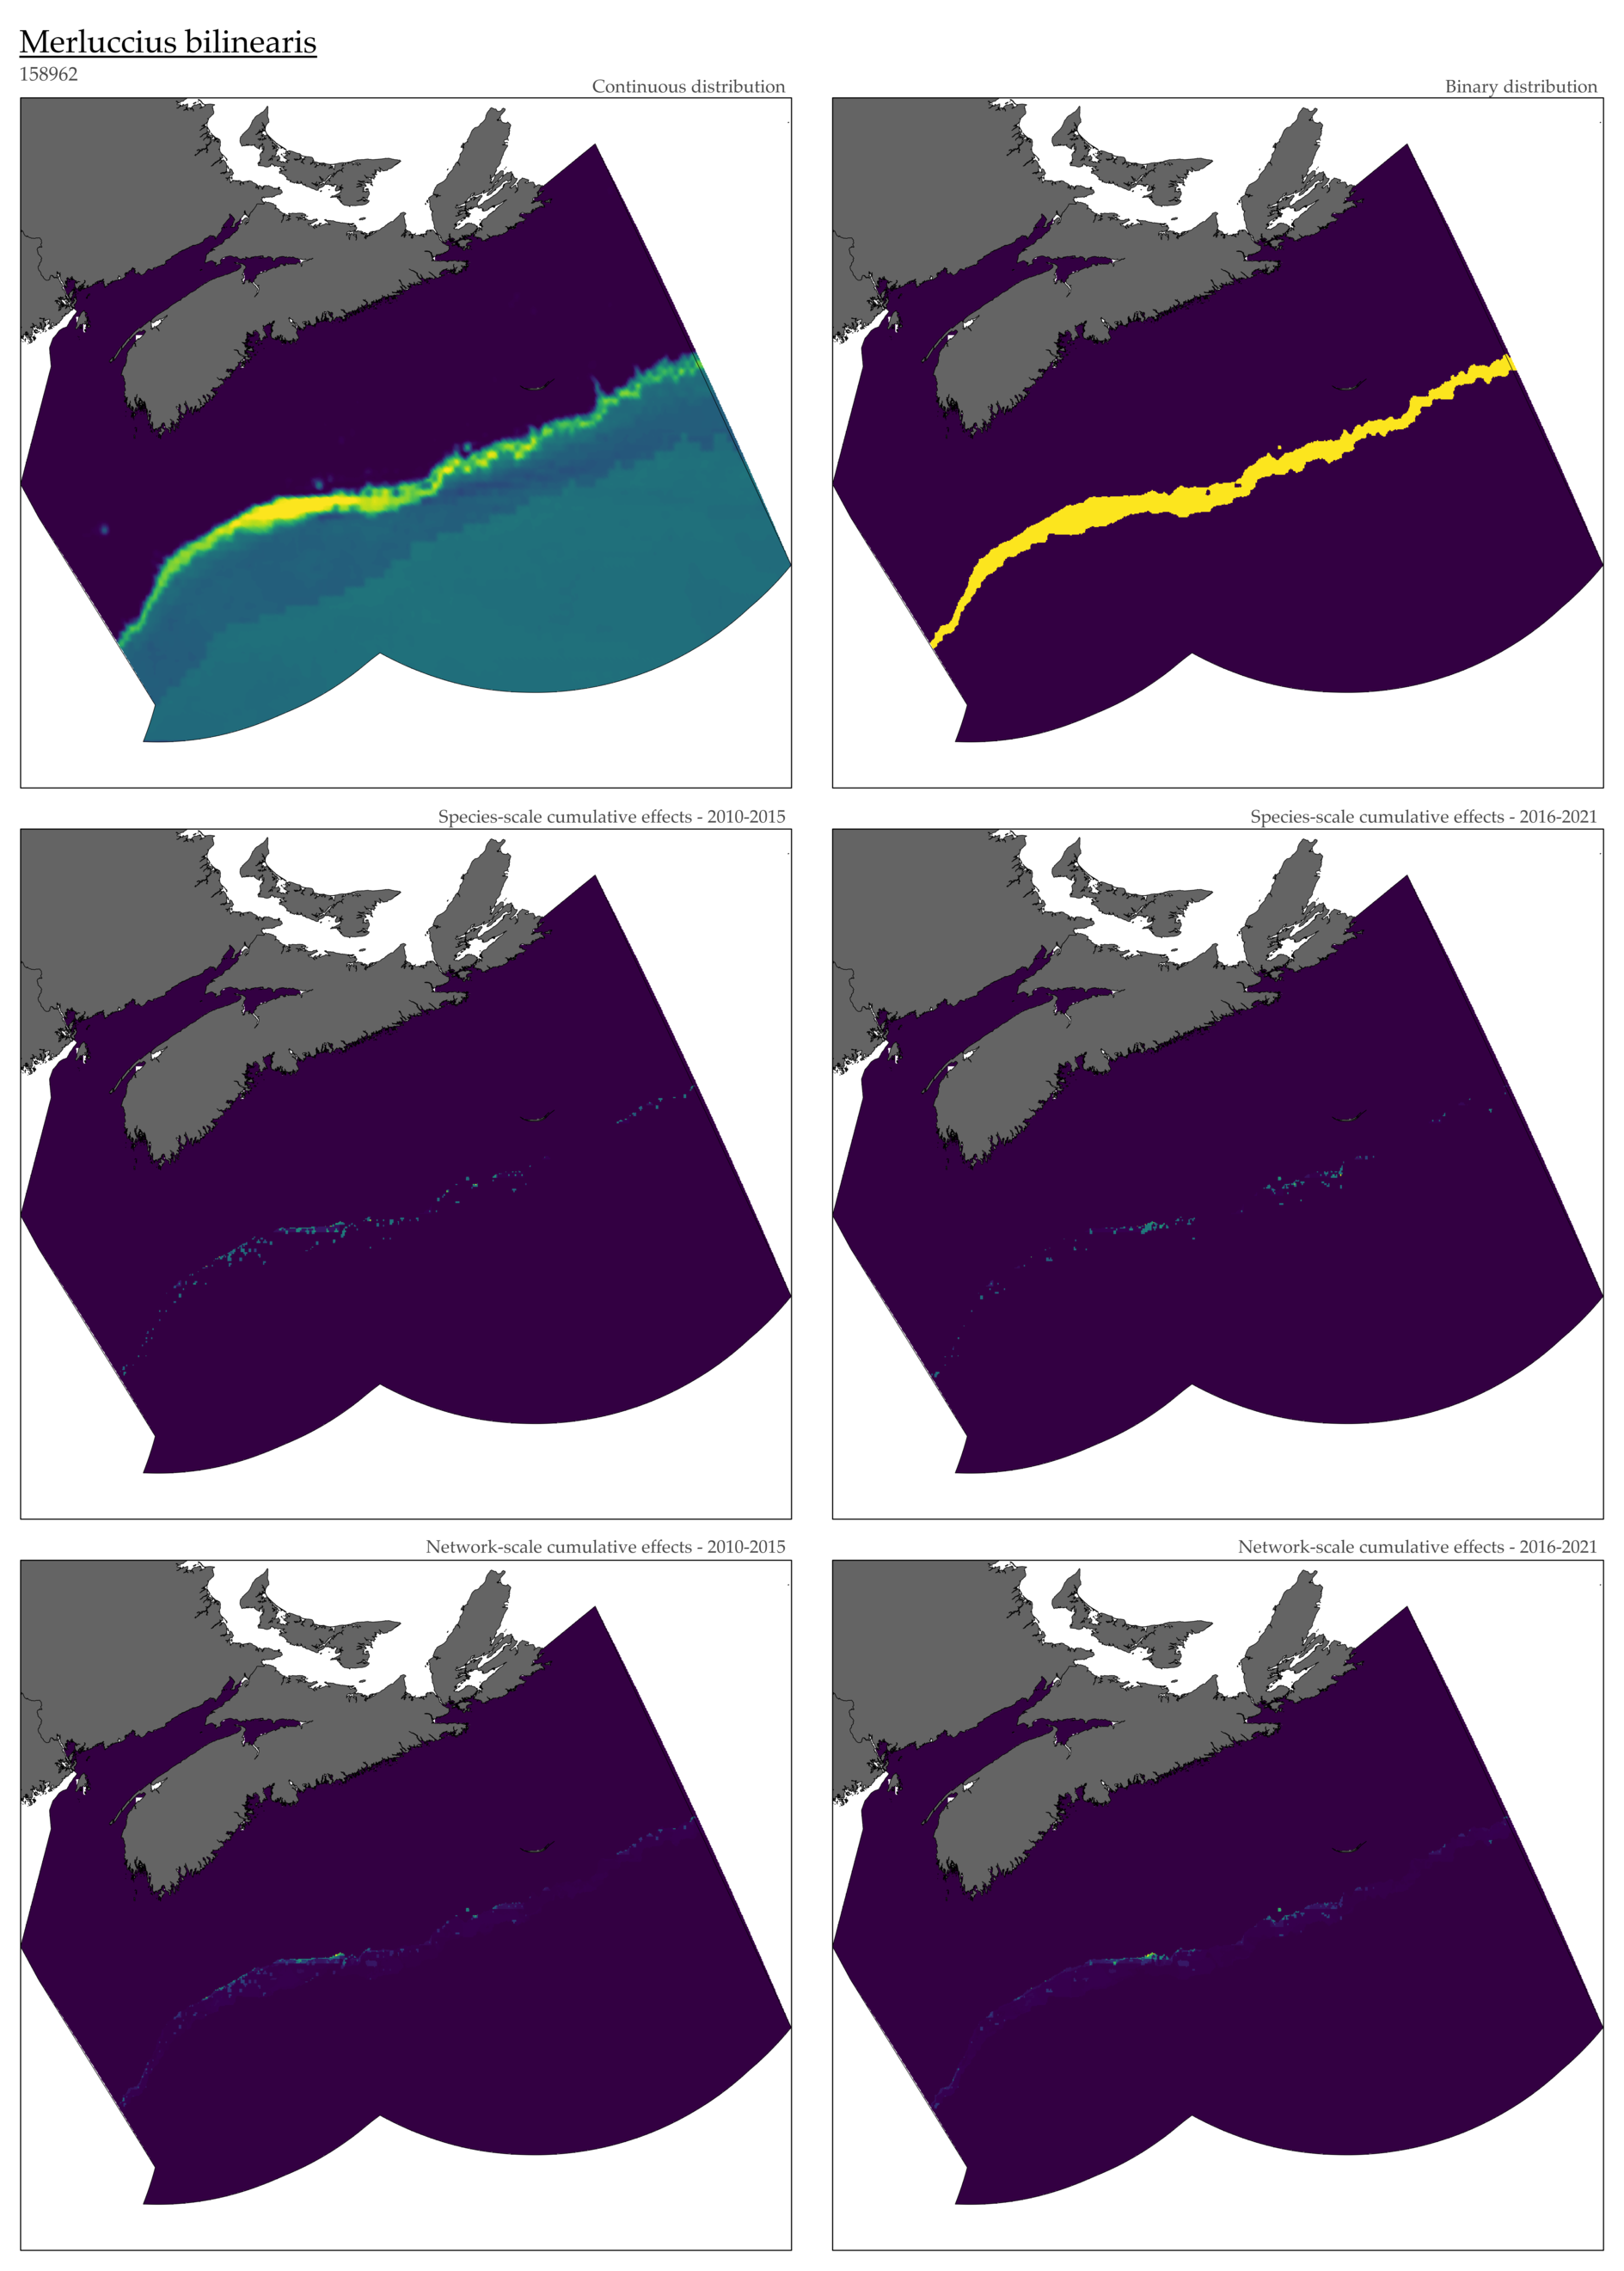 Merluccius bilinearis
158962
Continuous distribution
Binary distribution
Species-scale cumulative effects - 2010-2015
Species-scale cumulative effects - 2016-2021
Network-scale cumulative effects - 2010-2015
Network-scale cumulative effects - 2016-2021